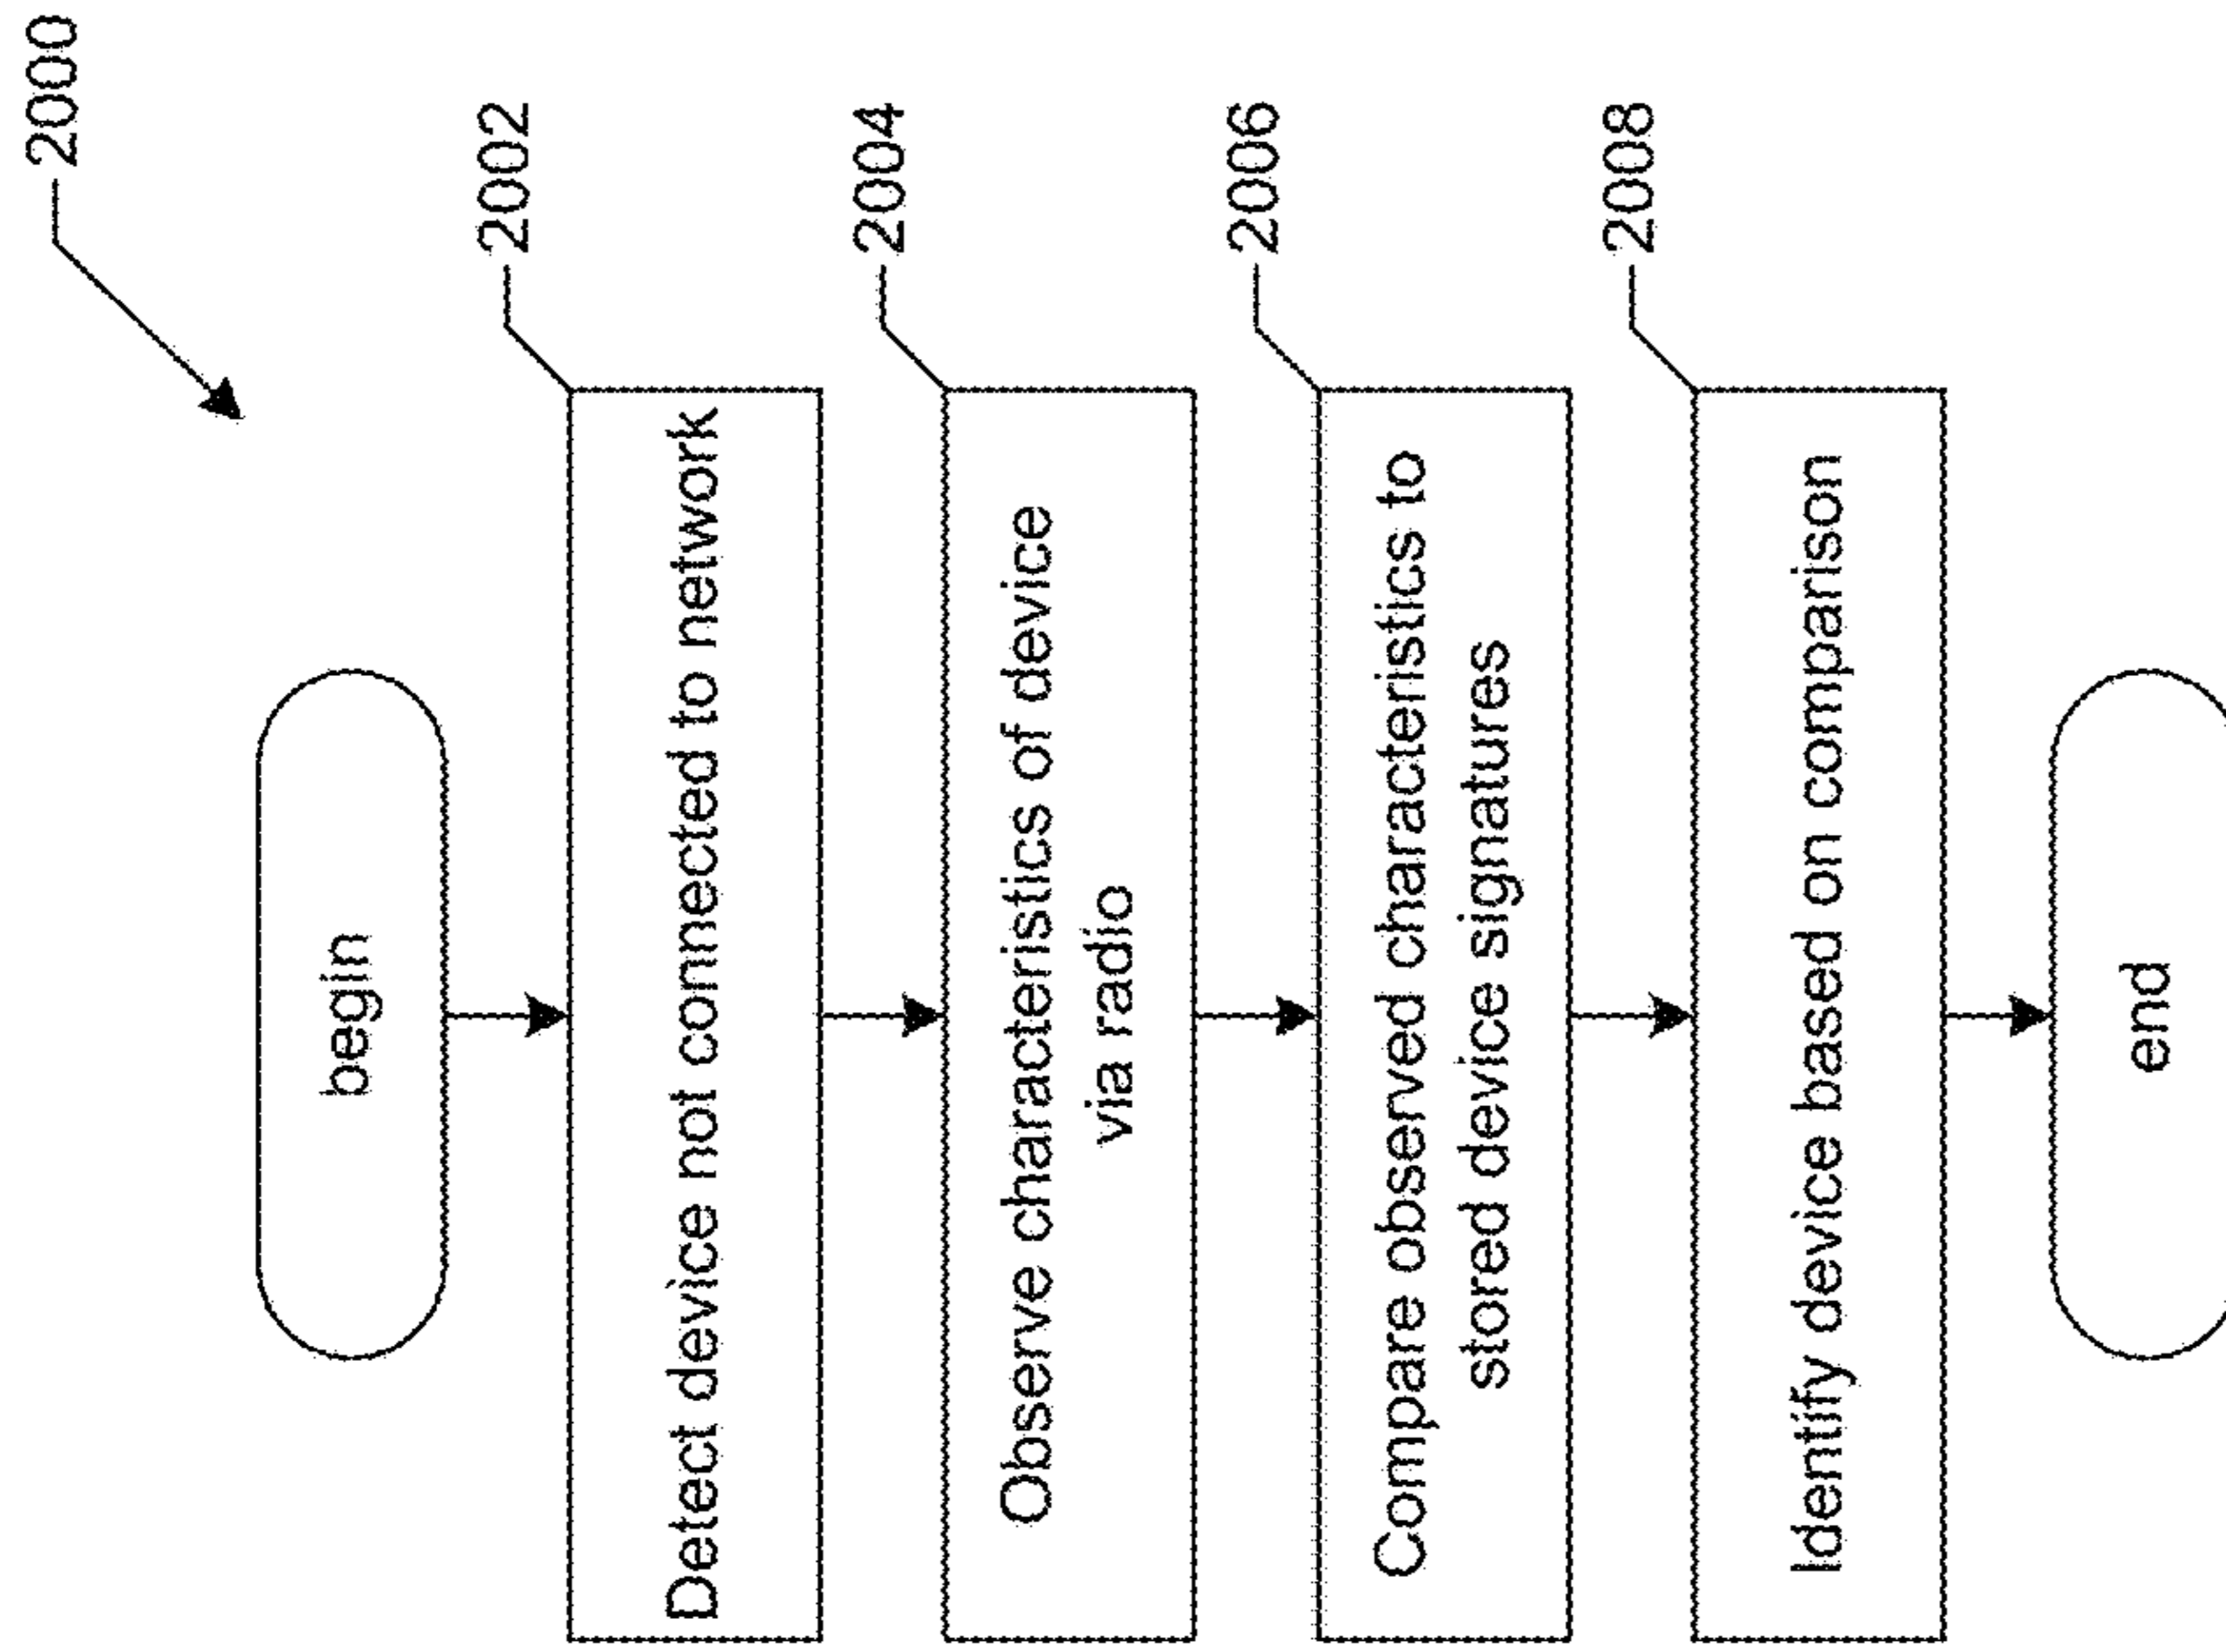 2000
begin
2002
Detect device not connected to network
2004
Observe characteristics of device
via radio
2006
Compare observed characteristics to
stored device signatures
2008
Identify device based on comparison
end